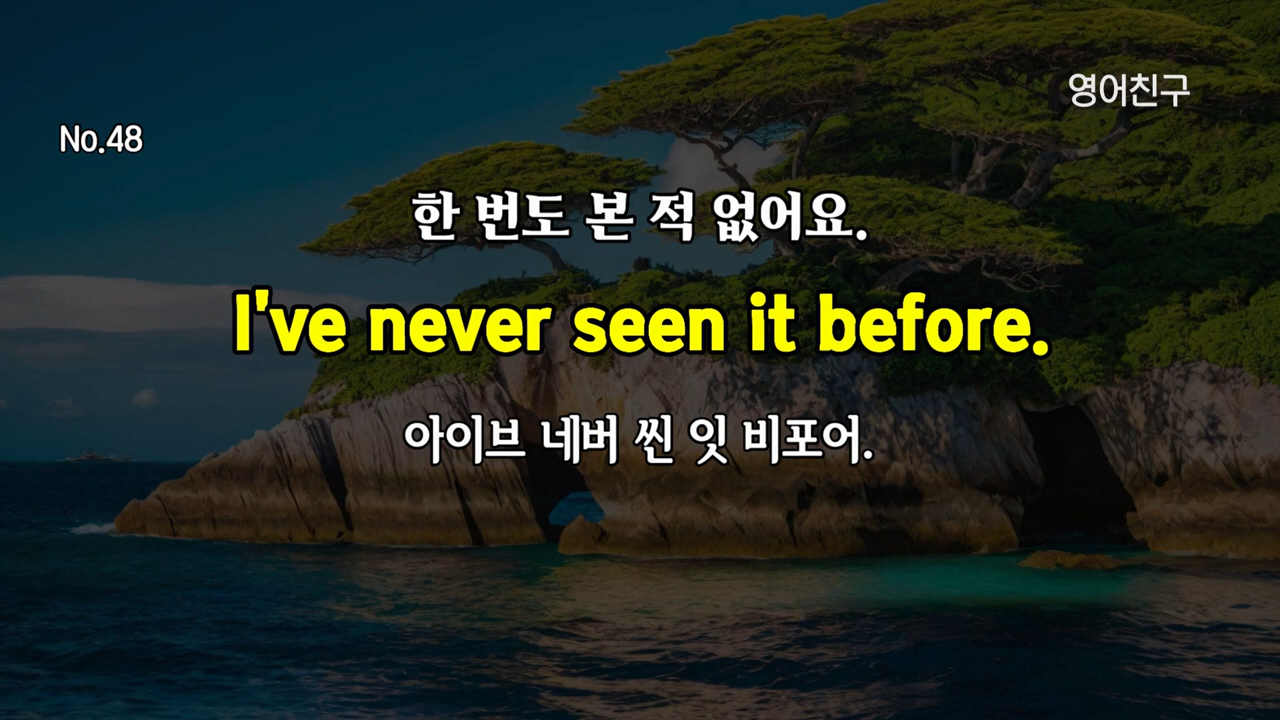 영어친구
No.48
한 번도 본 적 없어요.
I've never seen it before.
아이브 네버 씬 잇 비포어.